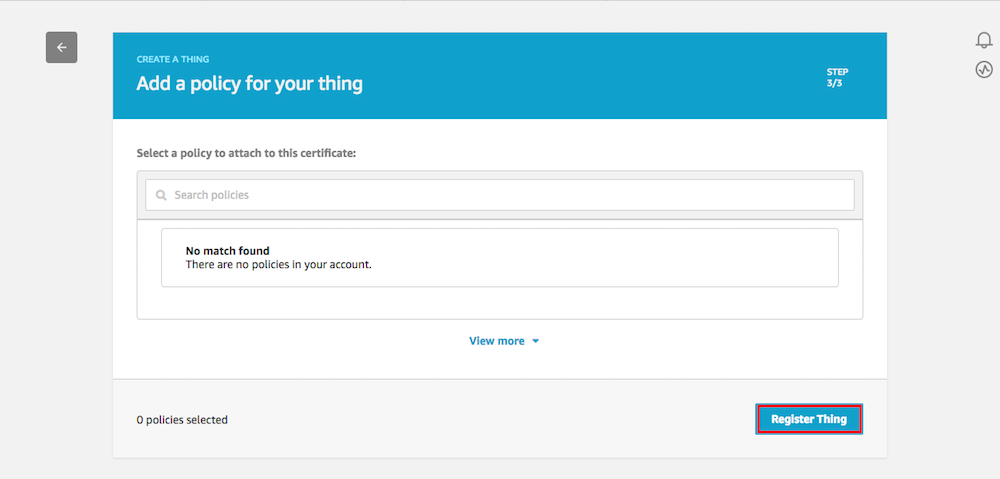 CREATE A THING
Add a policy for your thing
STEP
3/3
Select a policy to attach to this certificate:
Search policies
No match found
There are no policies in your account.
View more
0 policies selected
Register Thing